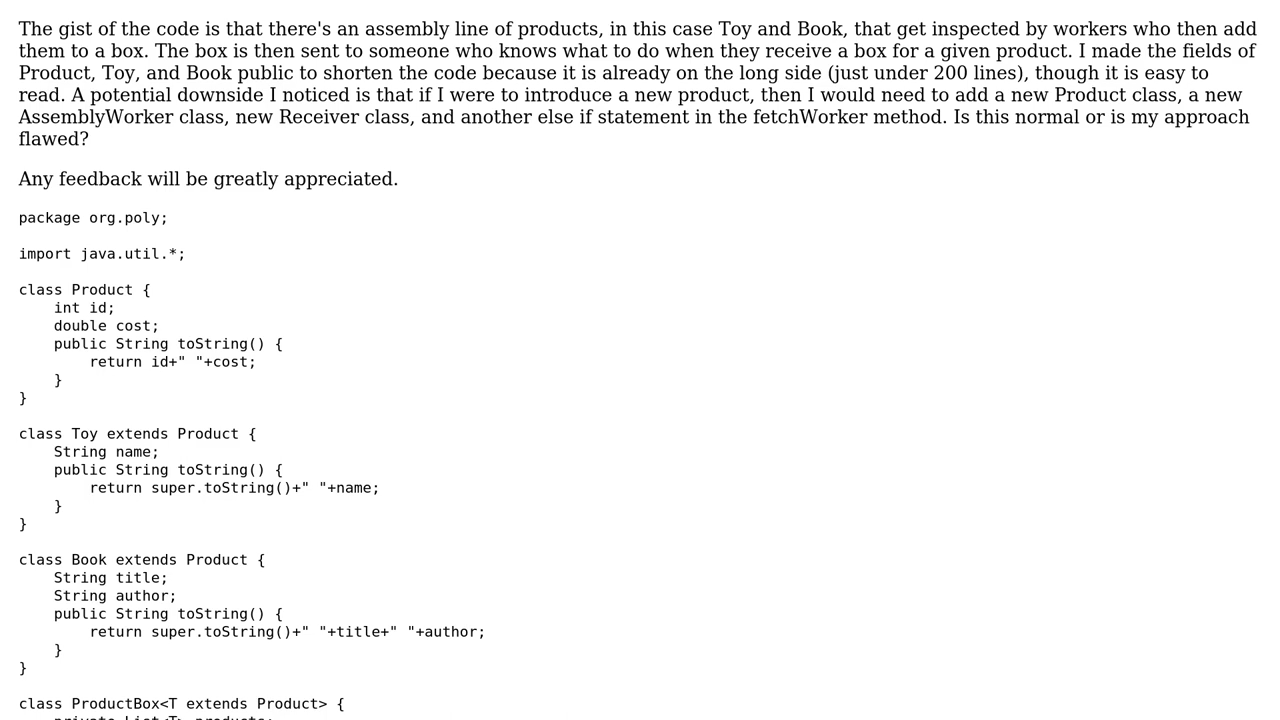 The gist of the code is that there's an assembly line of products, in this case Toy and Book, that get inspected by workers who then add
them to a box. The box is then sent to someone who knows what to do when they receive a box for a given product. I made the fields of
Product, Toy, and Book public to shorten the code because it is already on the long side (just under 200 lines), though it is easy to
read. A potential downside I noticed is that if I were to introduce a new product, then I would need to add a new Product class, a new
AssemblyWorker class, new Receiver class, and another else if statement in the fetchWorker method. Is this normal or is my approach
flawed?
Any feedback will be greatly appreciated.
package org.poly;
import java.util.*;
class Product {
    int id;
    double cost;
    public String toString() {
        return id+" "+cost;
    }
}
class Toy extends Product {
    String name;
    public String toString() {
        return super.toString()+" "+name;
    }
}
class Book extends Product {
    String title;
    String author;
    public String toString() {
        return super.toString()+" "+title+" "+author;
    }
}
class ProductBox<T extends Product> {
    private List<T> products;